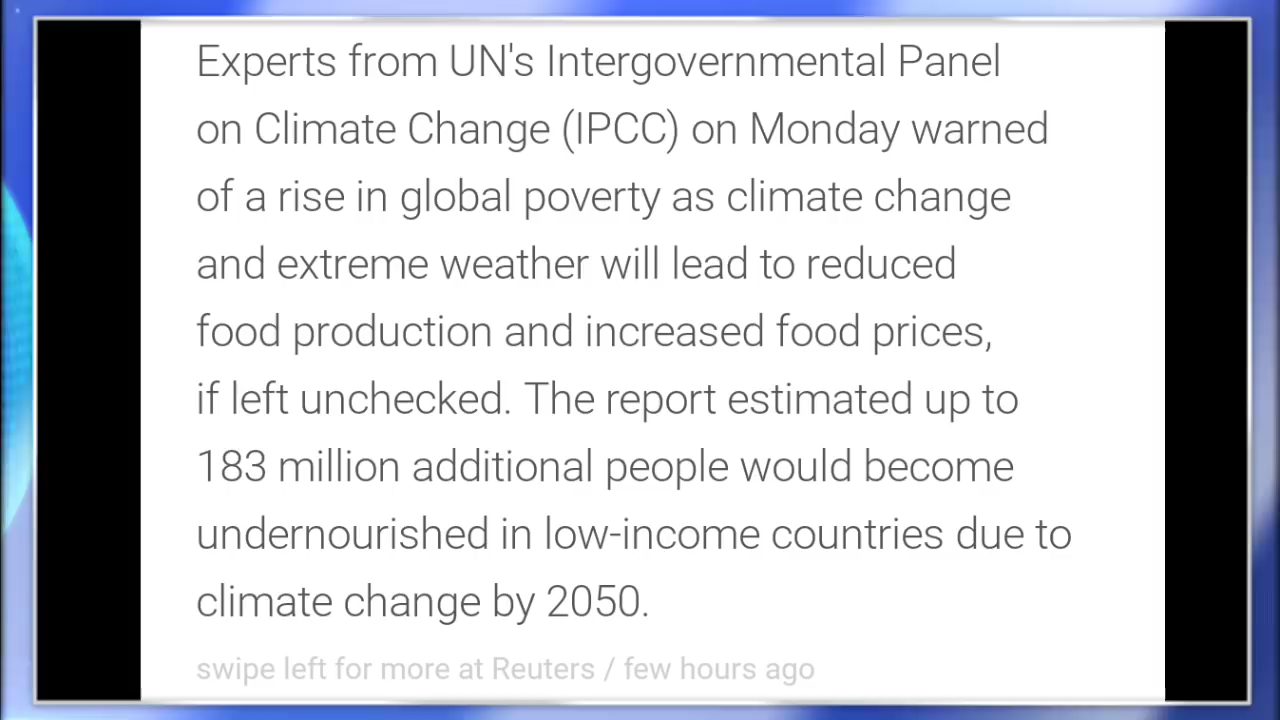 Experts from UN's Intergovernmental Panel
on Climate Change (IPCC) on Monday warned
of a rise in global poverty as climate change
and extreme weather will lead to reduced
food production and increased food prices,
if left unchecked. The report estimated up to
183 million additional people would become
undernourished in low-income countries due to
climate change by 2050.
swipe left for more at Reuters / few hours ago